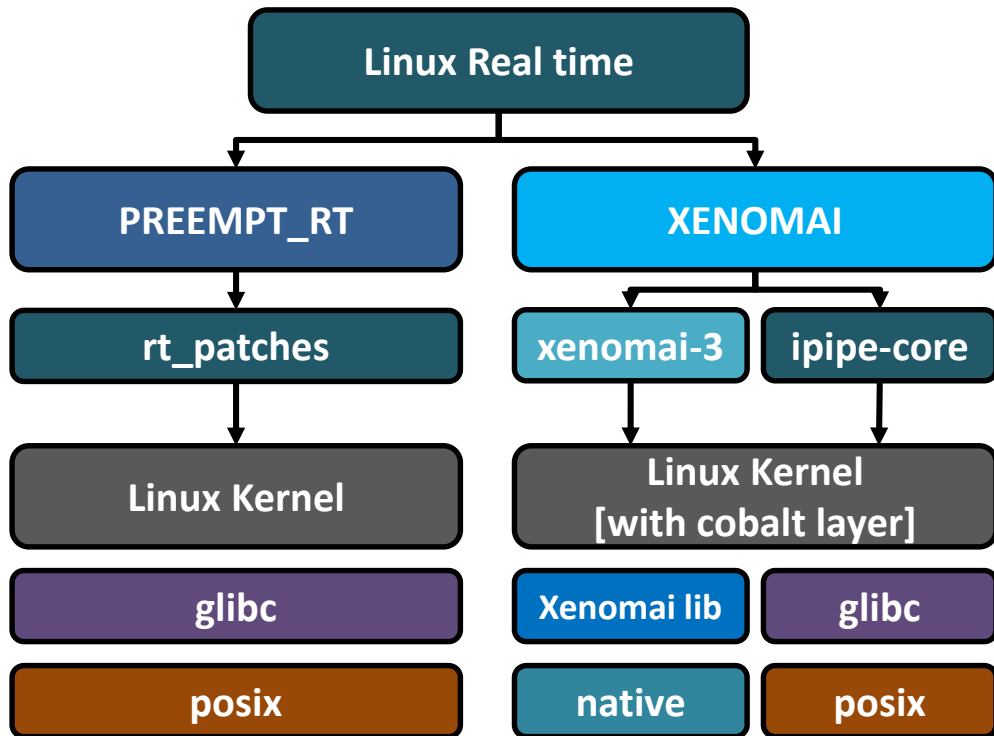 Linux Real time
PREEMPT_RT
XENOMAI
rt_patches
xenomai-3
ipipe-core
Linux Kernel
Linux Kernel
[with cobalt layer]
glibc
Xenomai lib
glibc
posix
native
posix